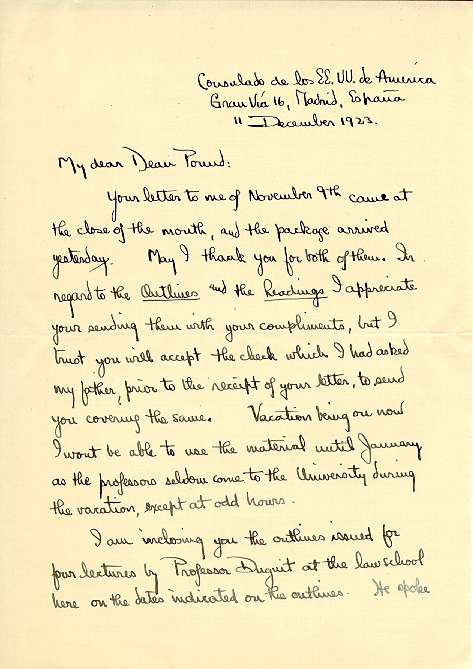 Consulado de los EE. UU. de América
Gran Vía 16, Madrid, España
11 December 1923.
My dear Dean Pound:
Your letter to me of November 9th came at
the close of the month, and the package arrived
yesterday. May I thank you for both of them. In
regard to the Outlines and the Readings I appreciate
your sending them with your compliments, but I
trust you will accept the check which I had asked
my father, prior to the receipt of your letter, to send
you covering the same. Vacation being on now
I wont be able to use the material until January
as the professors seldom come to the University during
the vacation, except at odd hours.
I am inclosing you the outlines issued for
four lectures by Professor Duguit at the law school
here on the dates indicated on the outlines. He spoke